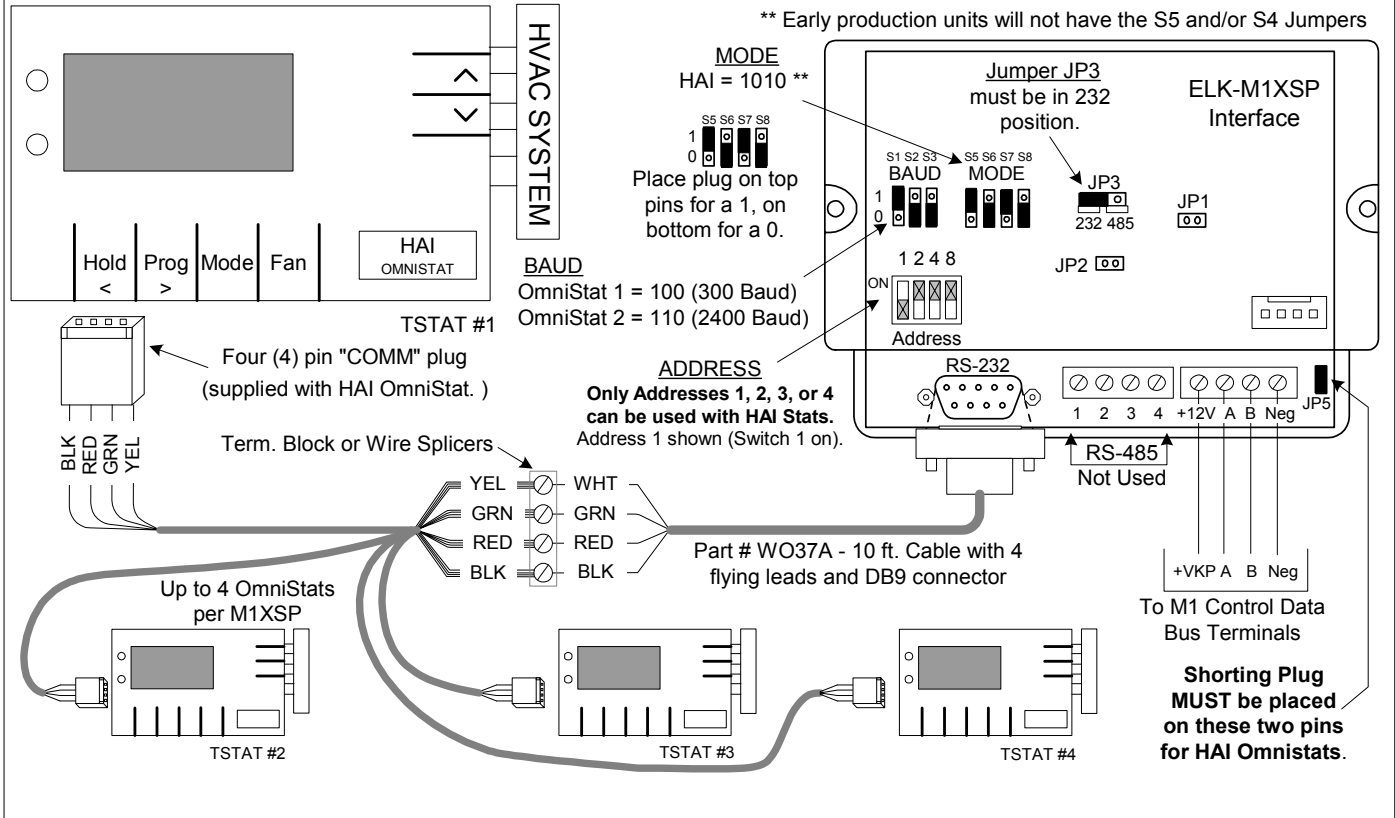 ** Early production units will not have the S5 and/or S4 Jumpers
HVAC SYSTEM
Hold
<
Prog
>
Mode
Fan
HAI
OMNISTAT
TSTAT #1
MODE
HAI = 1010 **
S5 S6 S7 S8
1
0
Place plug on top
pins for a 1, on
bottom for a 0.
Jumper JP3
must be in 232
position.
ELK-M1XSP
Interface
S1 S2 S3
BAUD
1
0
S5 S6 S7 S8
MODE
JP3
232 485
JP1
JP2
1 2 4 8
ON
Address
BAUD
OmniStat 1 = 100 (300 Baud)
OmniStat 2 = 110 (2400 Baud)
ADDRESS
Only Addresses 1, 2, 3, or 4
can be used with HAI Stats.
Address 1 shown (Switch 1 on).
RS-232
1 2 3 4
+12V A B Neg
JP5
RS-485
Not Used
Four (4) pin "COMM" plug
(supplied with HAI OmniStat. )
BLK
RED
GRN
YEL
Term. Block or Wire Splicers
YEL WHT
GRN GRN
RED RED
BLK BLK
Part # WO37A - 10 ft. Cable with 4
flying leads and DB9 connector
+VKP A B Neg
To M1 Control Data
Bus Terminals
Shorting Plug
MUST be placed
on these two pins
for HAI Omnistats.
Up to 4 OmniStats
per M1XSP
TSTAT #2
TSTAT #3
TSTAT #4